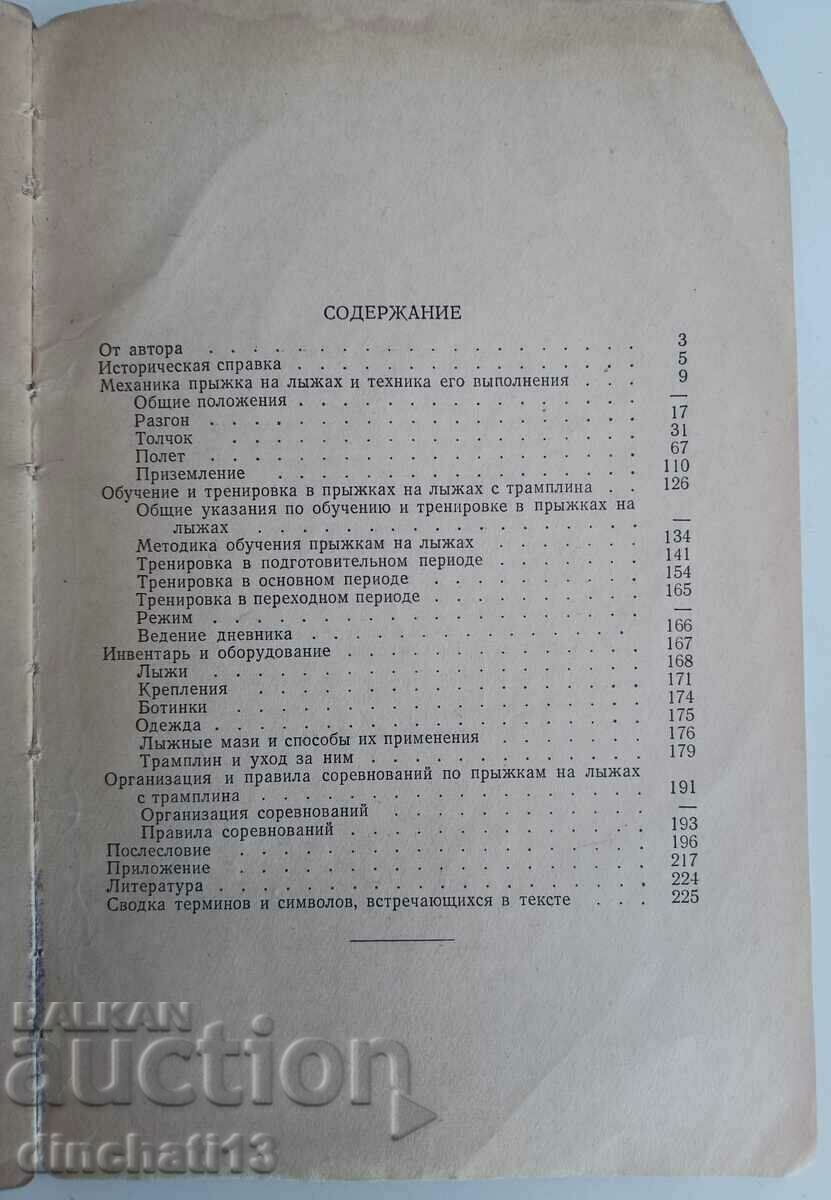 СОДЕРЖАНИЕ
От автора . . . . . . . . . . . . . . . . . . 3
Историческая справка . . . . . . . . . . . . . . 5
Механика прыжка на лыжах и техника его выполнения . . . 9
Общие положения . . . . . . . . . . . . . . . —
Разгон . . . . . . . . . . . . . . . . . . 17
Толчок . . . . . . . . . . . . . . . . . . 31
Полет . . . . . . . . . . . . . . . . . . 67
Приземление . . . . . . . . . . . . . . . . 110
Обучение и тренировка в прыжках на лыжах с трамплина . . 126
Общие указания по обучению и тренировке в прыжках на
лыжах . . . . . . . . . . . . . . . . . —
Методика обучения прыжкам на лыжах . . . . . . . 134
Тренировка в подготовительном периоде . . . . . . . 141
Тренировка в основном периоде . . . . . . . . . . 154
Тренировка в переходном периоде . . . . . . . . . . 165
Режим . . . . . . . . . . . . . . . . . . —
Ведение дневника . . . . . . . . . . . . . . 166
Инвентарь и оборудование . . . . . . . . . . . . . 167
Лыжи . . . . . . . . . . . . . . . . . . 168
Крепления . . . . . . . . . . . . . . . . . 171
Ботинки . . . . . . . . . . . . . . . . . . 174
Одежда . . . . . . . . . . . . . . . . . . 175
Лыжные мази и способы их применения . . . . . . . 176
Трамплин и уход за ним . . . . . . . . . . . . 179
Организация и правила соревнований по прыжкам на лыжах
с трамплина . . . . . . . . . . . . . . . . . 191
Организация соревнований . . . . . . . . . . . —
Правила соревнований . . . . . . . . . . . . . 193
Послесловие . . . . . . . . . . . . . . . . . 196
Приложение . . . . . . . . . . . . . . . . . 217
Литература . . . . . . . . . . . . . . . . . . 224
Сводка терминов и символов, встречающихся в тексте . . . 225
BALKAN
auction
dinchati13